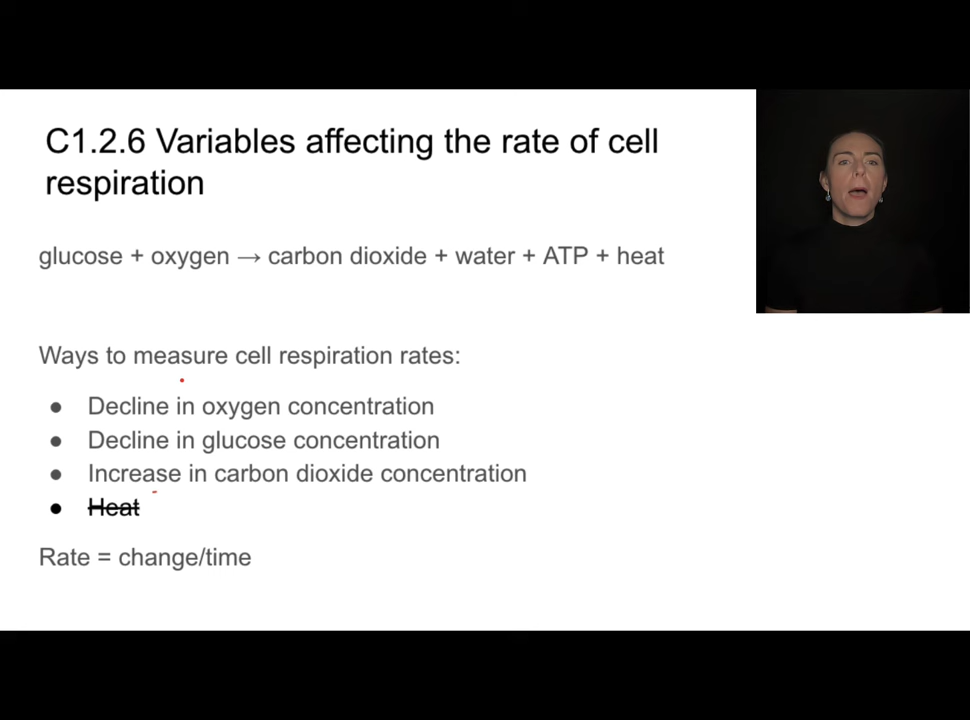 C1.2.6 Variables affecting the rate of cell
respiration
glucose + oxygen → carbon dioxide + water + ATP + heat
Ways to measure cell respiration rates:
● Decline in oxygen concentration
● Decline in glucose concentration
● Increase in carbon dioxide concentration
● Heat
Rate = change/time